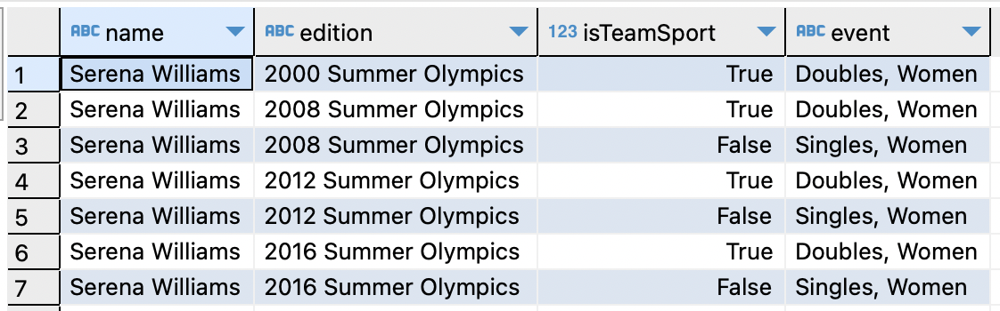 ABC name ABC edition 123 isTeamSport ABC event
1 Serena Williams 2000 Summer Olympics True Doubles, Women
2 Serena Williams 2008 Summer Olympics True Doubles, Women
3 Serena Williams 2008 Summer Olympics False Singles, Women
4 Serena Williams 2012 Summer Olympics True Doubles, Women
5 Serena Williams 2012 Summer Olympics False Singles, Women
6 Serena Williams 2016 Summer Olympics True Doubles, Women
7 Serena Williams 2016 Summer Olympics False Singles, Women